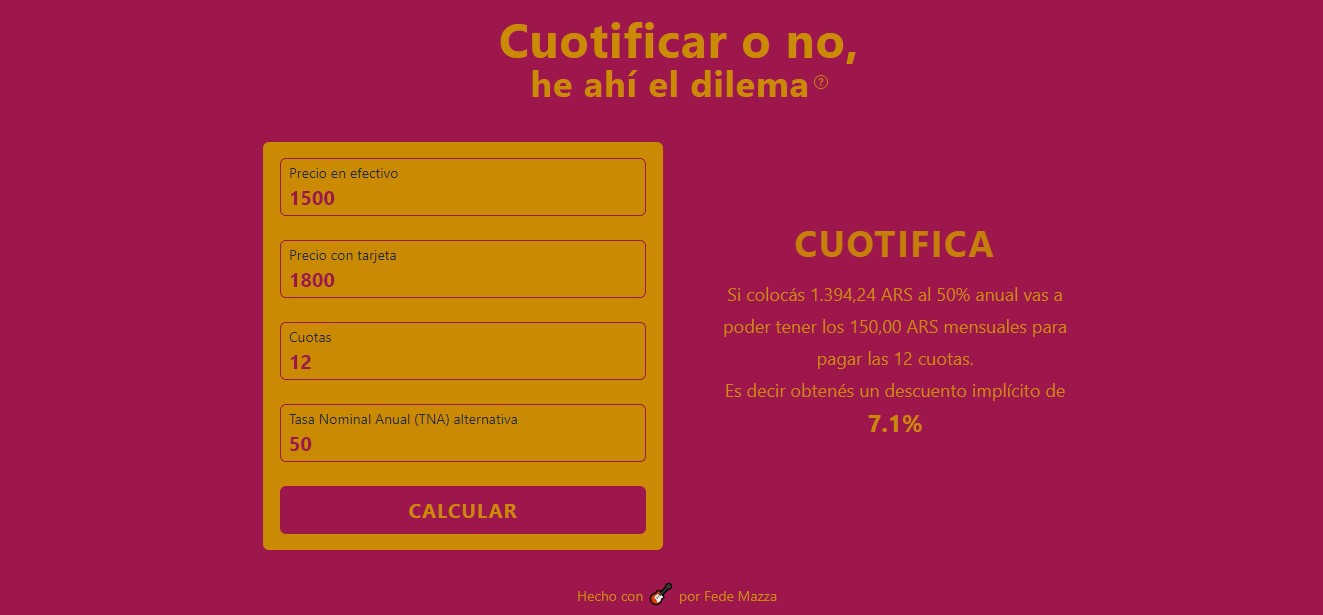 Cuotificar o no,
he ahí el dilema ?
Precio en efectivo
1500
Precio con tarjeta
1800
Cuotas
12
Tasa Nominal Anual (TNA) alternativa
50
CALCULAR
CUOTIFICA
Si colocás 1.394,24 ARS al 50% anual vas a
poder tener los 150,00 ARS mensuales para
pagar las 12 cuotas.
Es decir obtenés un descuento implícito de
7.1%
Hecho con por Fede Mazza